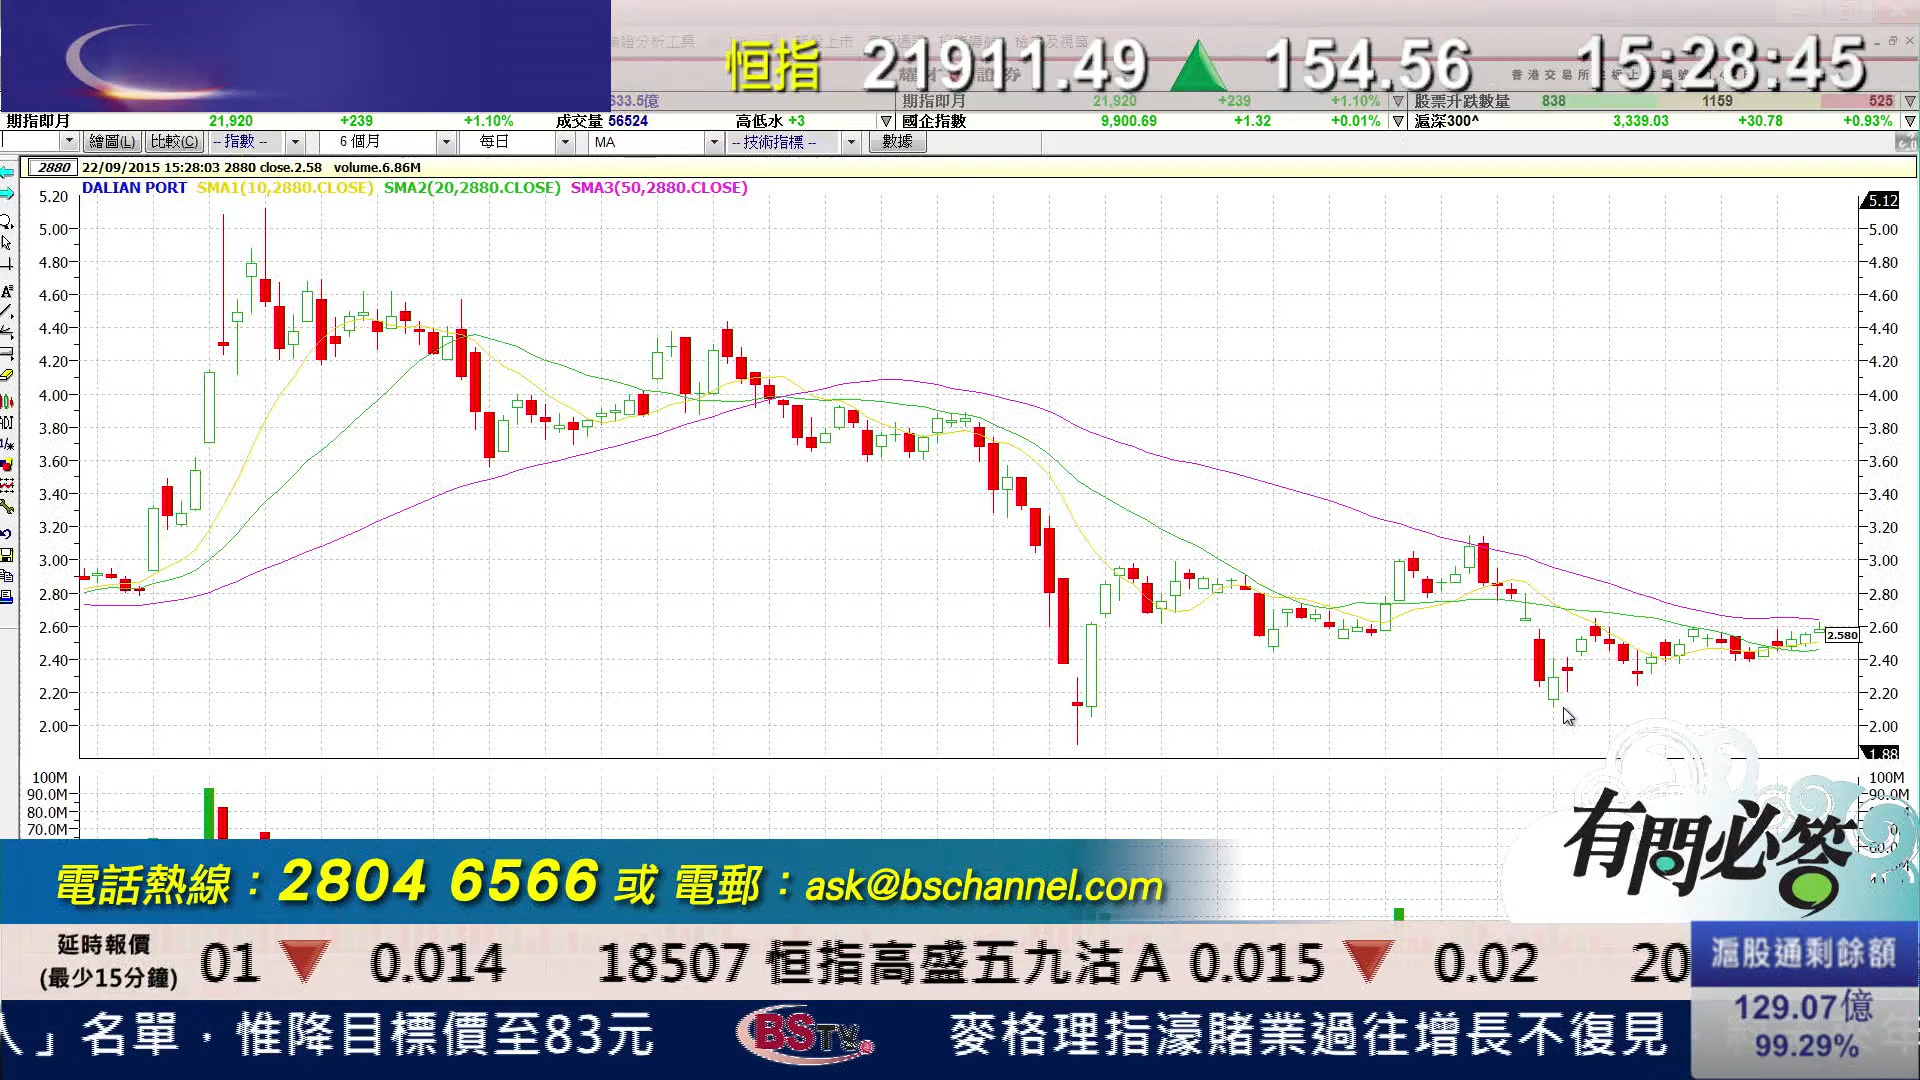 恒指 21911.49 154.56 15:28:45
633.5億 期指即月 21,920 +239 +1.10% 股票升跌數量 838 1159 525
期指即月 21,920 +239 +1.10% 成交量 56524 高低水 +3 國企指數 9,900.69 +1.32 +0.01% 滬深300^ 3,339.03 +30.78 +0.93%
繪圖(L) 比較(C) -- 指數 -- 6 個月 每日 MA -- 技術指標 -- 數據
2880 22/09/2015 15:28:03 2880 close.2.58 volume.6.86M
DALIAN PORT SMA1(10,2880.CLOSE) SMA2(20,2880.CLOSE) SMA3(50,2880.CLOSE)
5.20 5.12
5.00 5.00
4.80 4.80
4.60 4.60
4.40 4.40
4.20 4.20
4.00 4.00
3.80 3.80
3.60 3.60
3.40 3.40
3.20 3.20
3.00 3.00
2.80 2.80
2.60 2.60
2.580
2.40 2.40
2.20 2.20
2.00 2.00
1.88
100M 100M
90.0M 90.0M
80.0M
70.0M
有問必答
電話熱線：2804 6566 或 電郵：ask@bschannel.com
延時報價
(最少15分鐘)
01 0.014 18507 恒指高盛五九沽A 0.015 0.02 20
滬股通剩餘額
129.07億
99.29%
」名單．惟降目標價至83元 BSTV 麥格理指濠賭業過往增長不復見